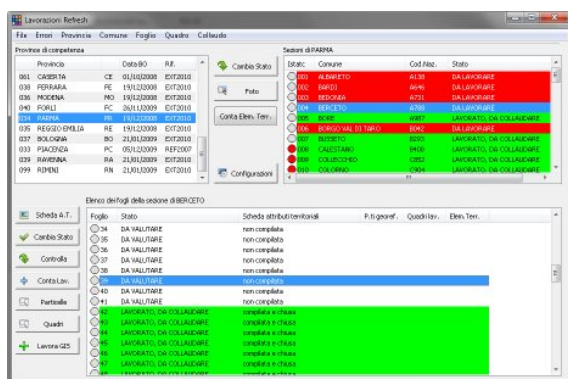 Lavorazioni Refresh
File Errori Provincia Comune Foglio Quadro Collaudo
Province di competenza
Provincia Data BO Rif.
061 CASERTA CE 01/10/2008 EXT2010
038 FERRARA FE 19/12/2008 EXT2010
036 MODENA MO 19/12/2008 EXT2010
040 FORLI FC 26/11/2009 EXT2010
034 PARMA PR 19/12/2008 EXT2010
035 REGGIO EMILIA RE 19/12/2008 EXT2010
037 BOLOGNA BO 21/01/2009 EXT2010
033 PIACENZA PC 05/12/2009 REF2007
039 RAVENNA RA 21/01/2009 EXT2010
099 RIMINI RN 21/01/2009 EXT2010
Cambia Stato
Foto
Conta Elem. Terr.
Configurazioni
Sezioni di PARMA
Istatc Comune Cod.Naz. Stato
001 ALBARETO A138 DA LAVORARE
002 BARDI A646 DA LAVORARE
003 BEDONIA A731 DA LAVORARE
004 BERCETO A788 DA LAVORARE
005 BORE A987 LAVORATO, DA COLLAUDARE
006 BORGO VAL DI TARO B042 DA LAVORARE
007 BUSSETO B293 LAVORATO, DA COLLAUDARE
008 CALESTANO B408 LAVORATO, DA COLLAUDARE
009 COLLECCHIO C852 LAVORATO, DA COLLAUDARE
010 COLORNO C904 LAVORATO, DA COLLAUDARE
Elenco dei fogli della sezione di BERCETO
Scheda A.T.
Cambia Stato
Controlla
Conta Lav.
Particelle
Quadri
Lavora GIS
Foglio Stato Scheda attributi territoriali P.ti georef. Quadri lav. Elem. Terr.
34 DA VALUTARE non compilata
35 DA VALUTARE non compilata
36 DA VALUTARE non compilata
37 DA VALUTARE non compilata
38 DA VALUTARE non compilata
39 DA VALUTARE non compilata
40 DA VALUTARE non compilata
41 DA VALUTARE non compilata
42 LAVORATO, DA COLLAUDARE compilata e chiusa
43 LAVORATO, DA COLLAUDARE compilata e chiusa
44 LAVORATO, DA COLLAUDARE compilata e chiusa
45 LAVORATO, DA COLLAUDARE compilata e chiusa
46 LAVORATO, DA COLLAUDARE compilata e chiusa
47 LAVORATO, DA COLLAUDARE compilata e chiusa